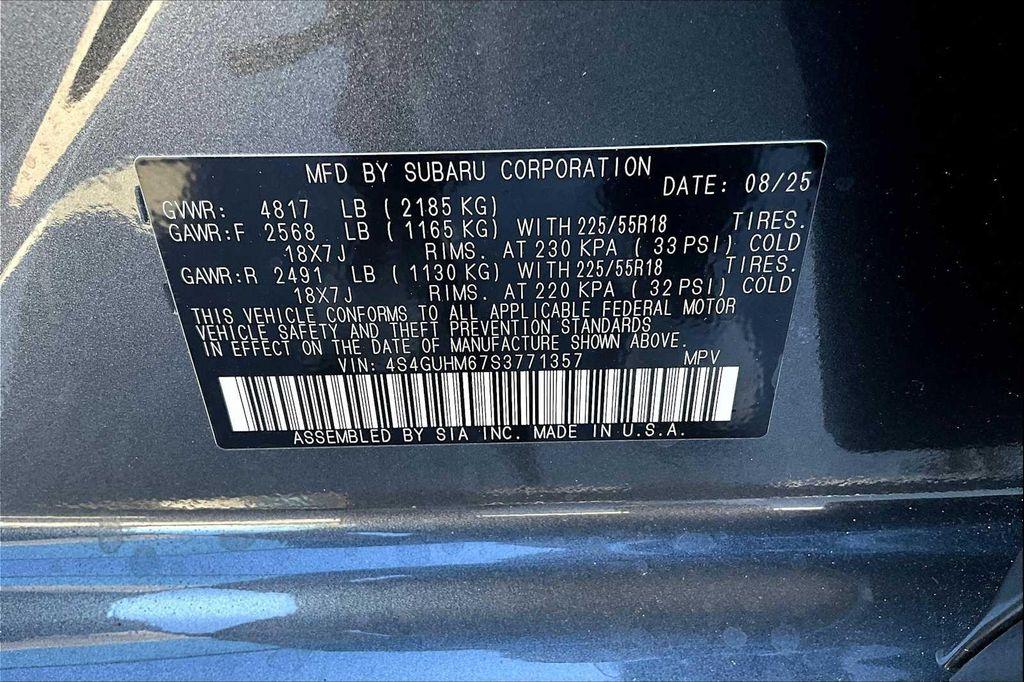 MFD BY SUBARU CORPORATION DATE: 08/25
GVWR: 4817 LB ( 2185 KG)
GAWR:F 2568 LB ( 1165 KG) WITH 225/55R18 TIRES.
18X7J RIMS. AT 230 KPA ( 33 PSI) COLD
GAWR:R 2491 LB ( 1130 KG) WITH 225/55R18 TIRES.
18X7J RIMS. AT 220 KPA ( 32 PSI) COLD
THIS VEHICLE CONFORMS TO ALL APPLICABLE FEDERAL MOTOR
VEHICLE SAFETY AND THEFT PREVENTION STANDARDS
IN EFFECT ON THE DATE OF MANUFACTURE SHOWN ABOVE.
VIN: 4S4GUHM67S3771357 MPV
ASSEMBLED BY SIA INC. MADE IN U.S.A.